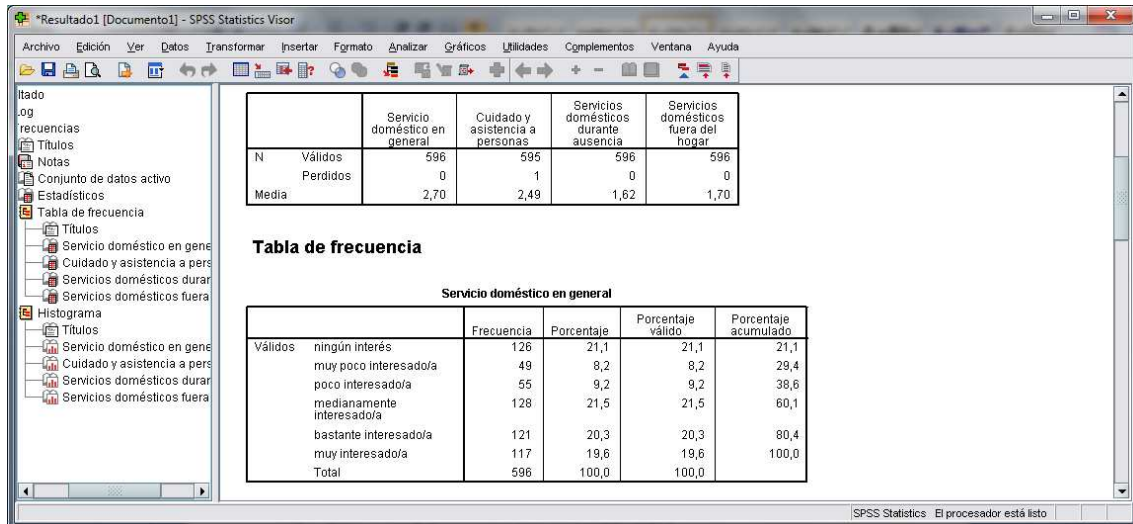 *Resultado1 [Documento1] - SPSS Statistics Visor
Archivo Edición Ver Datos Transformar Insertar Formato Analizar Gráficos Utilidades Complementos Ventana Ayuda
ltado
.og
recuencias
Títulos
Notas
Conjunto de datos activo
Estadísticos
Tabla de frecuencia
Títulos
Servicio doméstico en gene
Cuidado y asistencia a pers
Servicios domésticos durar
Servicios domésticos fuera
Histograma
Títulos
Servicio doméstico en gene
Cuidado y asistencia a pers
Servicios domésticos durar
Servicios domésticos fuera
Servicio doméstico en general Cuidado y asistencia a personas Servicios domésticos durante ausencia Servicios domésticos fuera del hogar
N Válidos 596 595 596 596
Perdidos 0 1 0 0
Media 2,70 2,49 1,62 1,70
Tabla de frecuencia
Servicio doméstico en general
Frecuencia Porcentaje Porcentaje válido Porcentaje acumulado
Válidos ningún interés 126 21,1 21,1 21,1
muy poco interesado/a 49 8,2 8,2 29,4
poco interesado/a 55 9,2 9,2 38,6
medianamente interesado/a 128 21,5 21,5 60,1
bastante interesado/a 121 20,3 20,3 80,4
muy interesado/a 117 19,6 19,6 100,0
Total 596 100,0 100,0
SPSS Statistics El procesador está listo